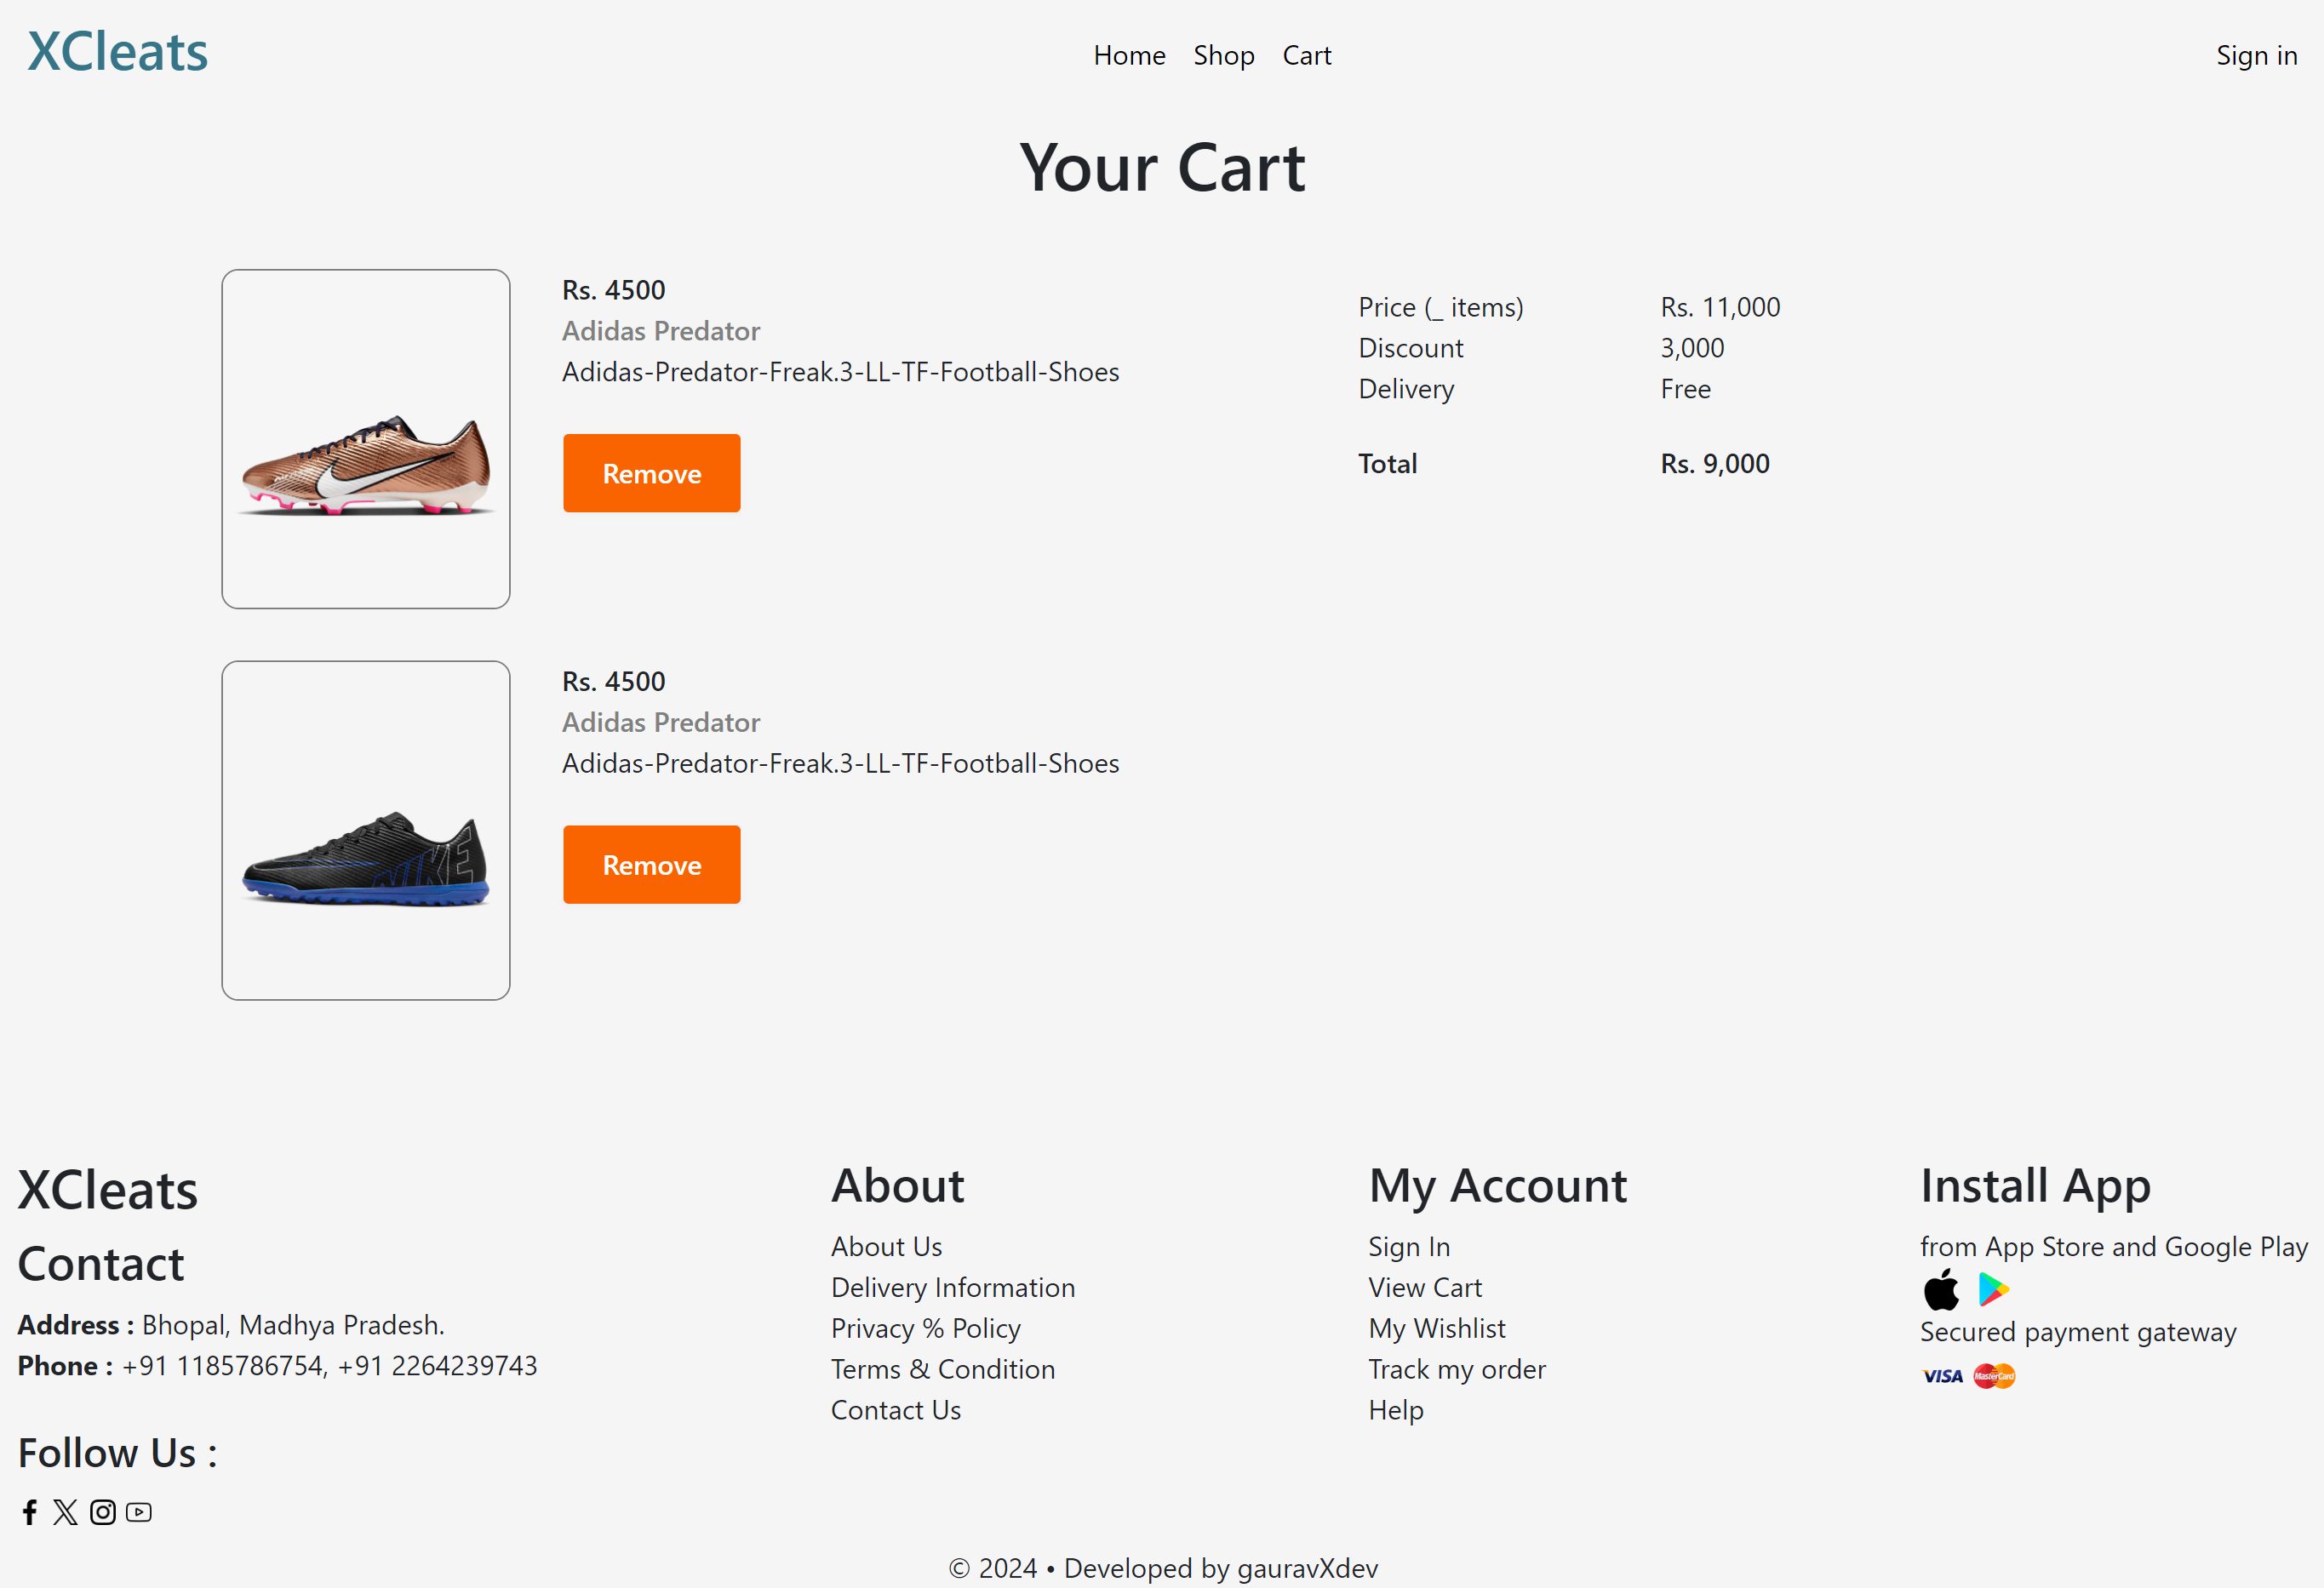 XCleats
Home Shop Cart
Sign in
Your Cart
Rs. 4500
Adidas Predator
Adidas-Predator-Freak.3-LL-TF-Football-Shoes
Remove
Rs. 4500
Adidas Predator
Adidas-Predator-Freak.3-LL-TF-Football-Shoes
NIKE
Remove
Price (_ items) Rs. 11,000
Discount 3,000
Delivery Free
Total Rs. 9,000
XCleats
Contact
Address : Bhopal, Madhya Pradesh.
Phone : +91 1185786754, +91 2264239743
Follow Us :
About
About Us
Delivery Information
Privacy % Policy
Terms & Condition
Contact Us
My Account
Sign In
View Cart
My Wishlist
Track my order
Help
Install App
from App Store and Google Play
Secured payment gateway
VISA MasterCard
© 2024 • Developed by gauravXdev